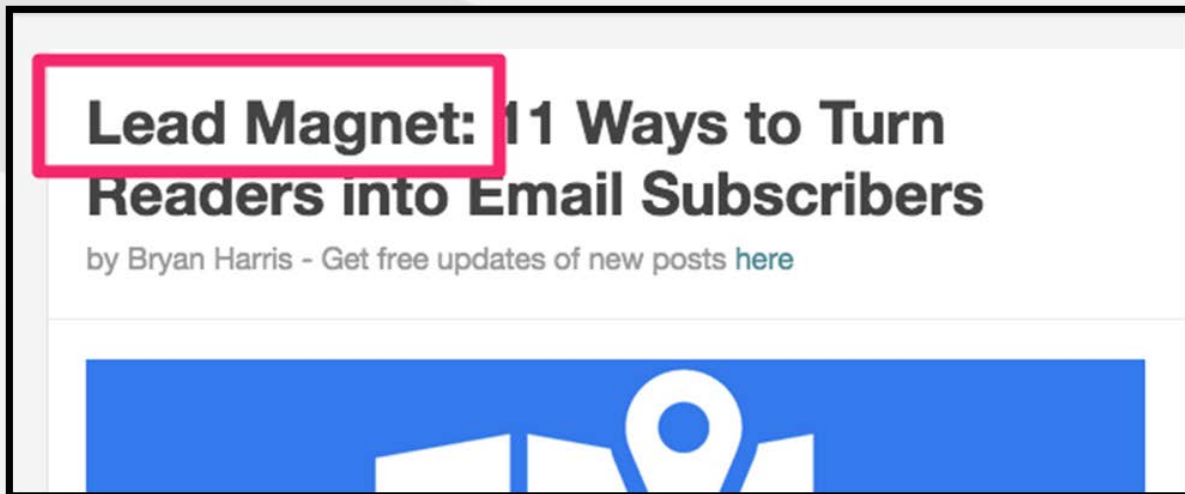 Lead Magnet: 11 Ways to Turn
Readers into Email Subscribers
by Bryan Harris - Get free updates of new posts here